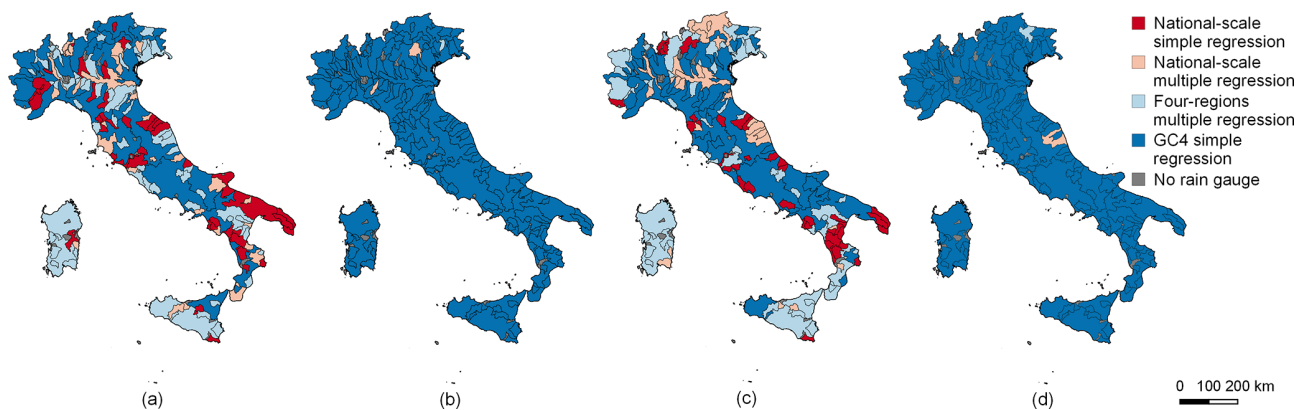 National-scale
simple regression
National-scale
multiple regression
Four-regions
multiple regression
GC4 simple
regression
No rain gauge
0 100 200 km
(a)
(b)
(c)
(d)